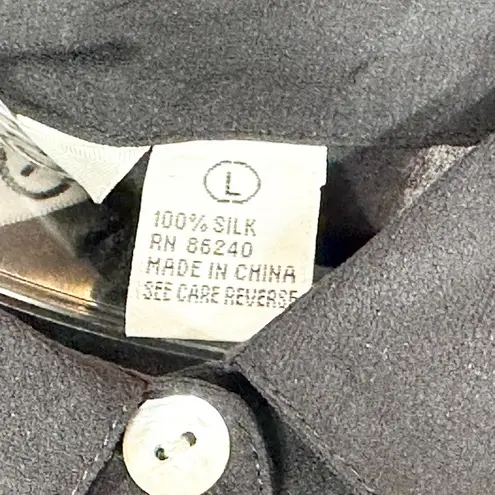 L
100% SILK
RN 86240
MADE IN CHINA
SEE CARE REVERSE